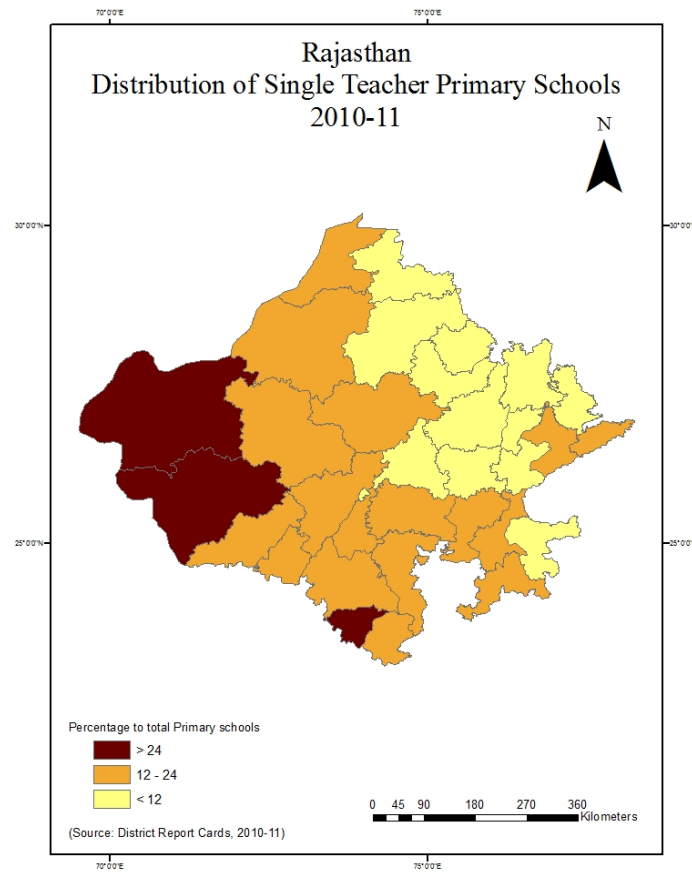 70°0'0"E 75°0'0"E
Rajasthan
Distribution of Single Teacher Primary Schools
2010-11
N
30°0'0"N 30°0'0"N
25°0'0"N 25°0'0"N
Percentage to total Primary schools
> 24
12 - 24
< 12
0 45 90 180 270 360
Kilometers
(Source: District Report Cards, 2010-11)
70°0'0"E 75°0'0"E